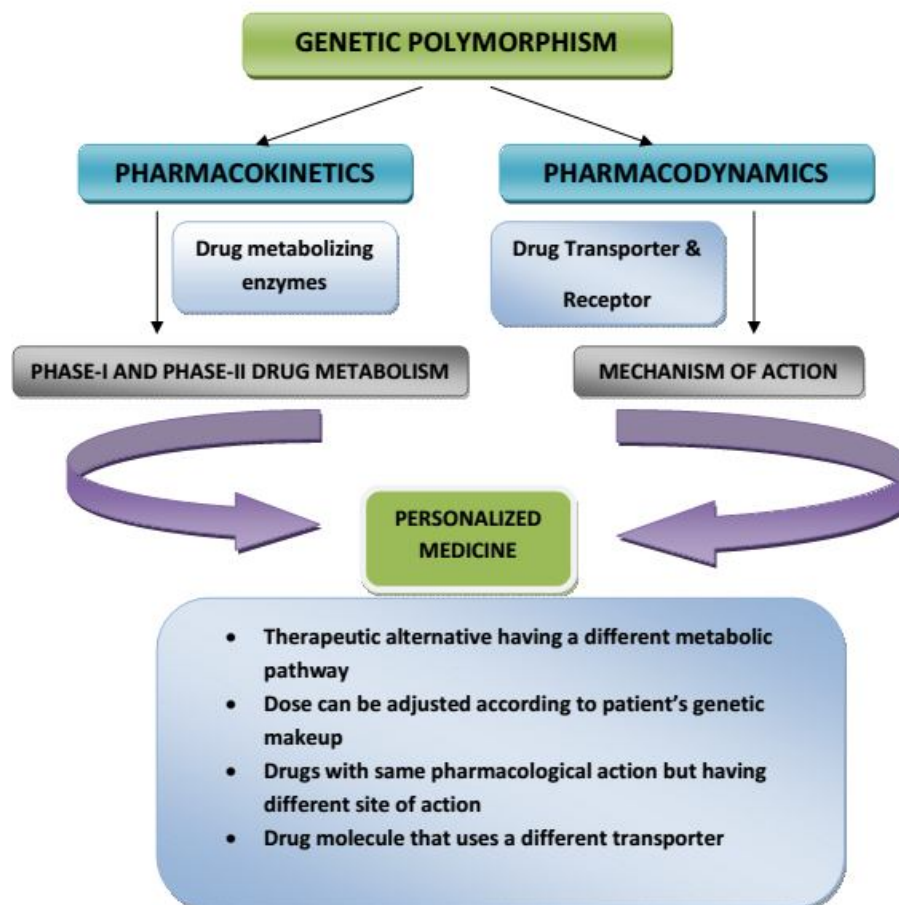 GENETIC POLYMORPHISM
PHARMACOKINETICS
PHARMACODYNAMICS
Drug metabolizing
enzymes
Drug Transporter &
Receptor
PHASE-I AND PHASE-II DRUG METABOLISM
MECHANISM OF ACTION
PERSONALIZED
MEDICINE
• Therapeutic alternative having a different metabolic
pathway
• Dose can be adjusted according to patient’s genetic
makeup
• Drugs with same pharmacological action but having
different site of action
• Drug molecule that uses a different transporter